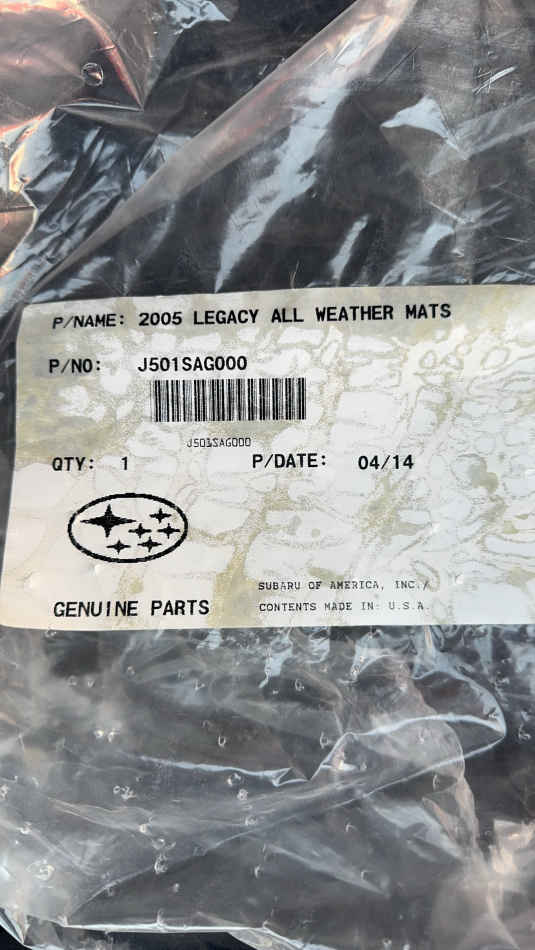 P/NAME: 2005 LEGACY ALL WEATHER MATS
P/NO: J501SAG000
J501SAG000
QTY: 1 P/DATE: 04/14
SUBARU OF AMERICA, INC./
GENUINE PARTS CONTENTS MADE IN: U.S.A.